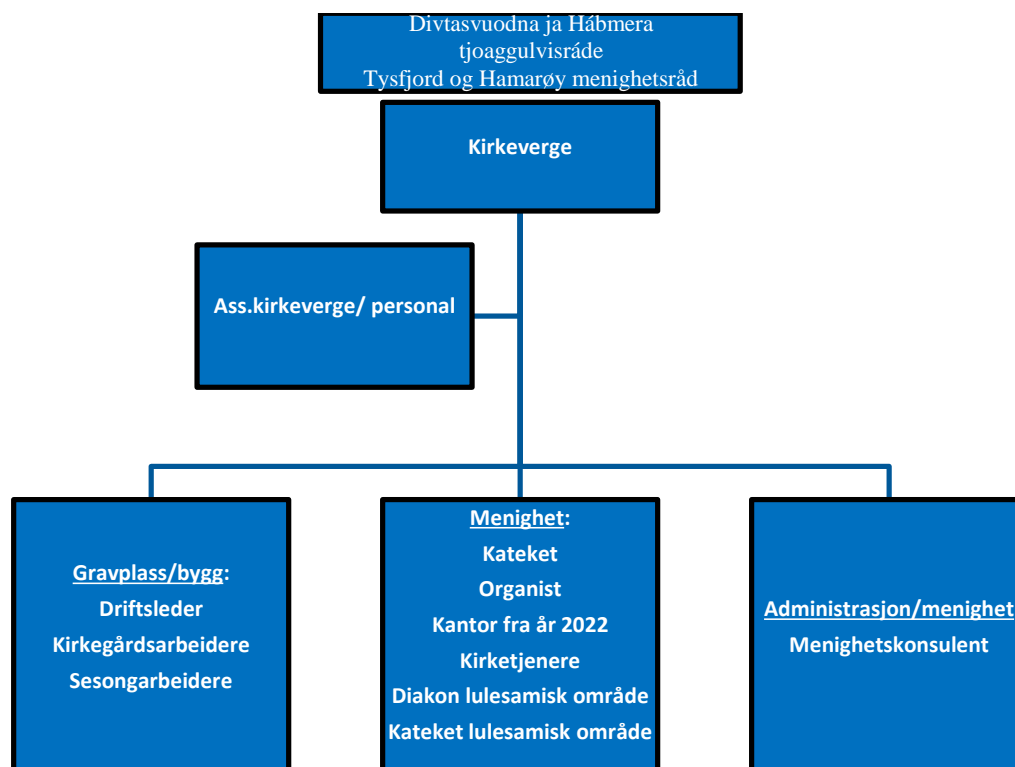 Divtasvuodna ja Hábmera
tjoaggulvisráde
Tysfjord og Hamarøy menighetsråd
Kirkeverge
Ass.kirkeverge/ personal
Gravplass/bygg:
Driftsleder
Kirkegårdsarbeidere
Sesongarbeidere
Menighet:
Kateket
Organist
Kantor fra år 2022
Kirketjenere
Diakon lulesamisk område
Kateket lulesamisk område
Administrasjon/menighet
Menighetskonsulent